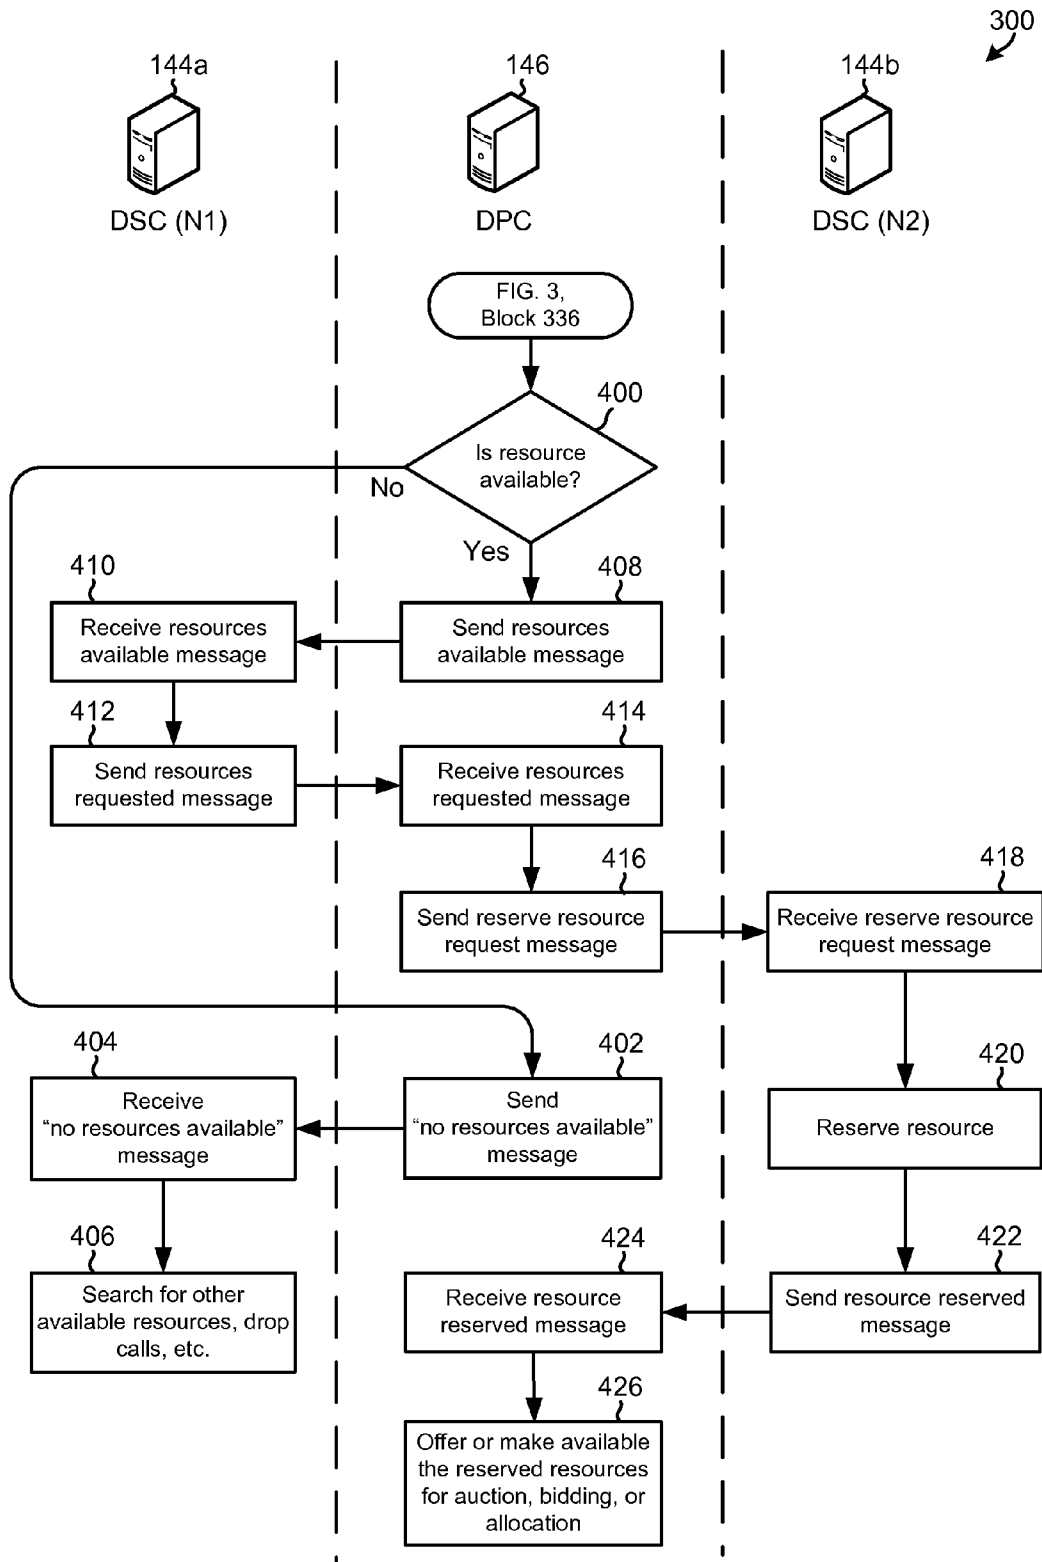 300
144a
146
144b
DSC (N1)
DPC
DSC (N2)
FIG. 3,
Block 336
400
Is resource
available?
No
Yes
410
408
Receive resources
available message
Send resources
available message
412
414
Send resources
requested message
Receive resources
requested message
416
418
Send reserve resource
request message
Receive reserve resource
request message
404
402
420
Receive
“no resources available”
message
Send
“no resources available”
message
Reserve resource
406
424
422
Search for other
available resources, drop
calls, etc.
Receive resource
reserved message
Send resource reserved
message
426
Offer or make available
the reserved resources
for auction, bidding, or
allocation